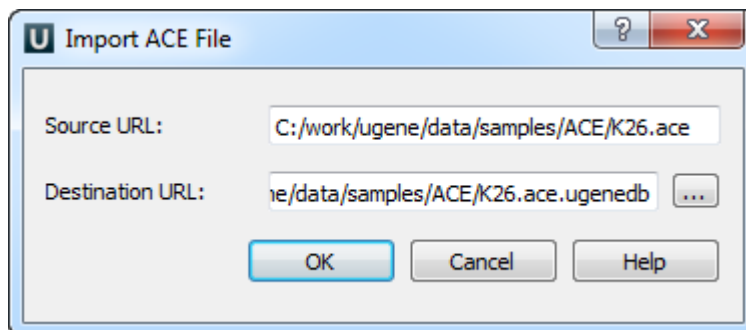 U Import ACE File ? X
Source URL: C:/work/ugene/data/samples/ACE/K26.ace
Destination URL: ne/data/samples/ACE/K26.ace.ugenedb ...
OK Cancel Help